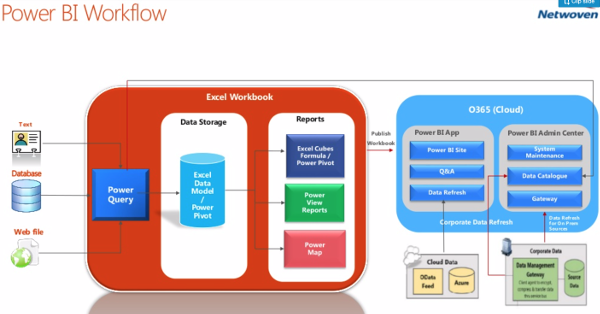 Power BI Workflow
Clip slide
Netwoven
Excel Workbook
O365 (Cloud)
Text
Database
Web file
Power
Query
Data Storage
Excel
Data
Model
/
Power
Pivot
Reports
Excel Cubes
Formula /
Power Pivot
Power
View
Reports
Power
Map
Publish
Workbook
Power BI App
Power BI Site
Q&A
Data Refresh
Power BI Admin Center
System
Maintenance
Data Catalogue
Gateway
Corporate Data Refresh
Data Refresh
For On Prem
Sources
Cloud Data
OData
Feed
Azure
Corporate Data
Data Management
Gateway
Source
Data